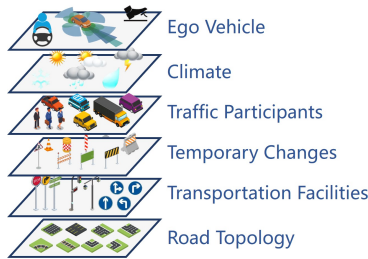 Ego Vehicle
Climate
Traffic Participants
Temporary Changes
Transportation Facilities
Road Topology